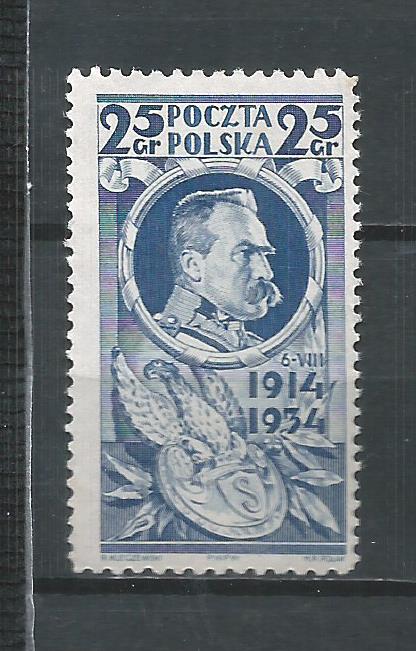 25 POCZTA 25
Gr POLSKA Gr
6-VIII
1914
1934
S